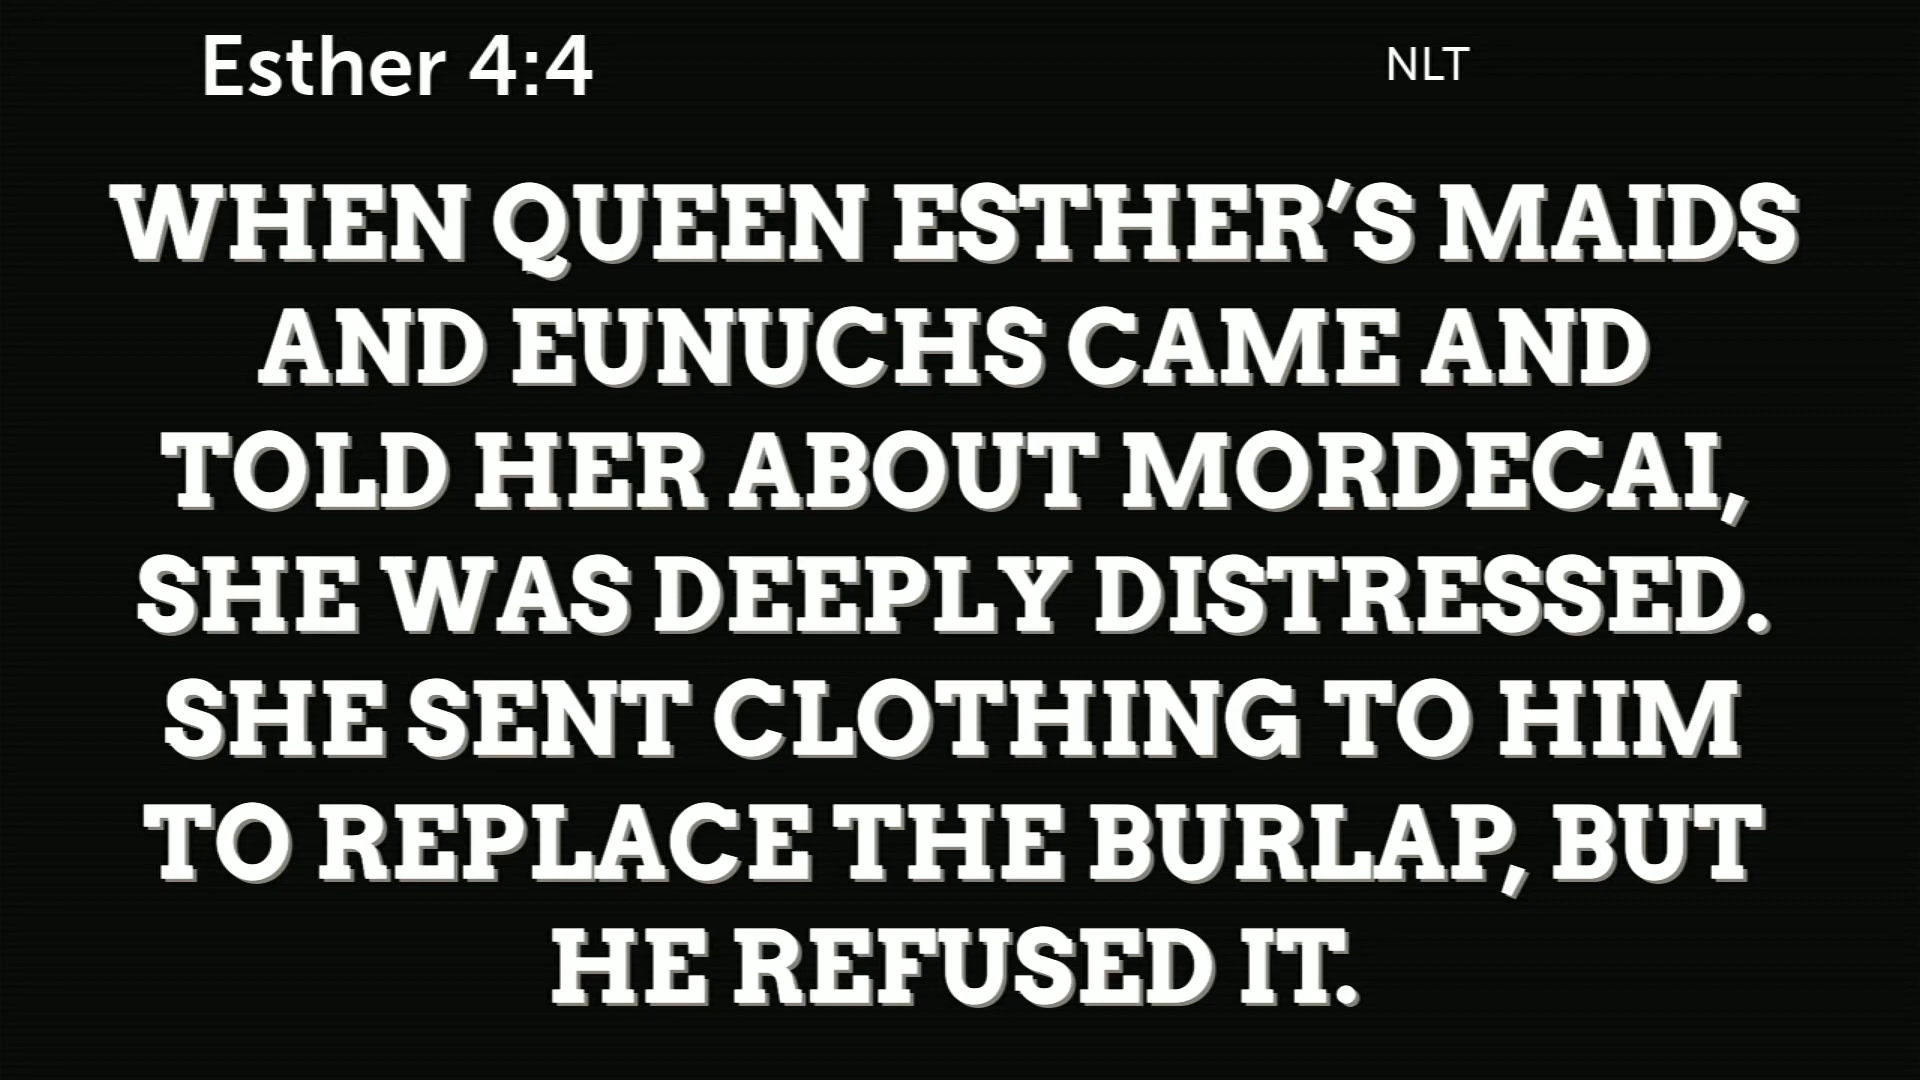 Esther 4:4 NLT
WHEN QUEEN ESTHER’S MAIDS
AND EUNUCHS CAME AND
TOLD HER ABOUT MORDECAI,
SHE WAS DEEPLY DISTRESSED.
SHE SENT CLOTHING TO HIM
TO REPLACE THE BURLAP, BUT
HE REFUSED IT.